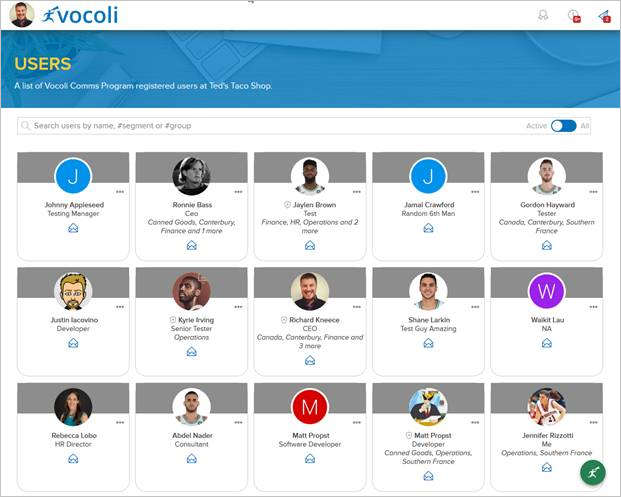 vocoli
9+
2
USERS
A list of Vocoli Comms Program registered users at Ted's Taco Shop.
Search users by name, #segment or #group
Active
All
J
Johnny Appleseed
Testing Manager
Ronnie Bass
Ceo
Canned Goods, Canterbury,
Finance and 1 more
Jaylen Brown
Test
Finance, HR, Operations and 2
more
J
Jamal Crawford
Random 6th Man
Gordon Hayward
Tester
Canada, Canterbury, Southern
France
Justin Iacovino
Developer
Kyrie Irving
Senior Tester
Operations
Richard Kneece
CEO
Canada, Canterbury, Finance and
3 more
Shane Larkin
Test Guy Amazing
W
Waikit Lau
NA
Rebecca Lobo
HR Director
Abdel Nader
Consultant
M
Matt Propst
Software Developer
Matt Propst
Developer
Canned Goods, Operations,
Southern France
Jennifer Rizzotti
Me
Operations, Southern France